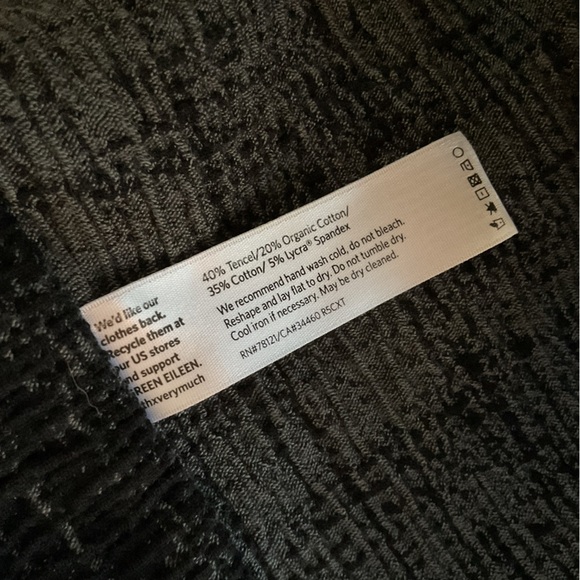 We'd like our
clothes back.
Recycle them at
our US stores
and support
GREEN EILEEN.
thxverymuch
40% Tencel/20% Organic Cotton/
35% Cotton/ 5% Lycra® Spandex
We recommend hand wash cold, do not bleach.
Reshape and lay flat to dry. Do not tumble dry.
Cool iron if necessary. May be dry cleaned.
RN#78121/CA#34460 R5CXT